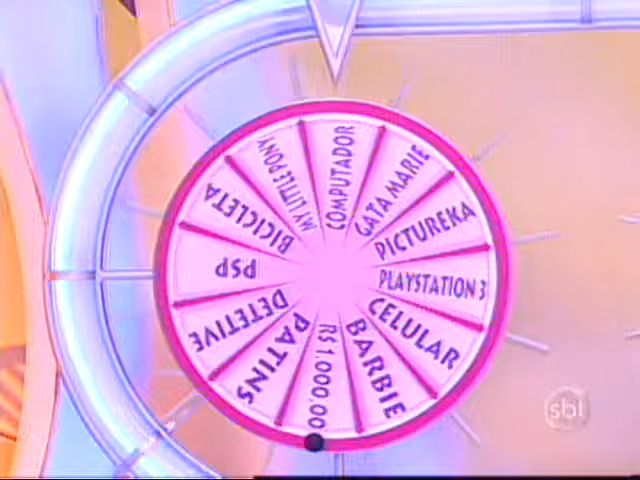 COMPUTADOR
GATA MARIE
PICTUREKA
PLAYSTATION 3
CELULAR
BARBIE
R$ 1.000,00
PATINS
DETETIVE
PSP
BICICLETA
MY LITTLE PONY
sbt